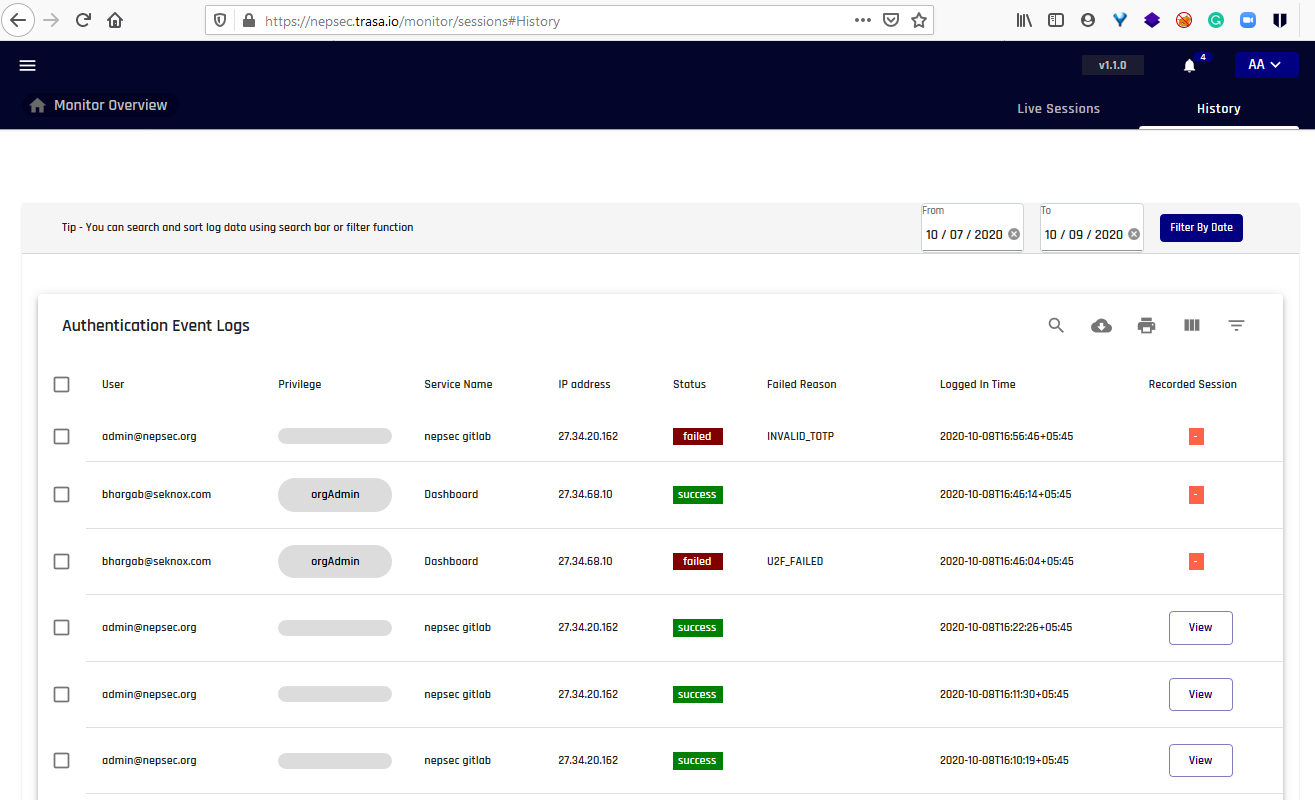 https://nepsec.trasa.io/monitor/sessions#History
v1.1.0 4 AA
Monitor Overview Live Sessions History
Tip - You can search and sort log data using search bar or filter function From 10 / 07 / 2020 To 10 / 09 / 2020 Filter By Date
Authentication Event Logs
User Privilege Service Name IP address Status Failed Reason Logged In Time Recorded Session
admin@nepsec.org nepsec gitlab 27.34.20.162 failed INVALID_TOTP 2020-10-08T16:56:46+05:45 -
bhargab@seknox.com orgAdmin Dashboard 27.34.68.10 success 2020-10-08T16:46:14+05:45 -
bhargab@seknox.com orgAdmin Dashboard 27.34.68.10 failed U2F_FAILED 2020-10-08T16:46:04+05:45 -
admin@nepsec.org nepsec gitlab 27.34.20.162 success 2020-10-08T16:22:26+05:45 View
admin@nepsec.org nepsec gitlab 27.34.20.162 success 2020-10-08T16:11:30+05:45 View
admin@nepsec.org nepsec gitlab 27.34.20.162 success 2020-10-08T16:10:19+05:45 View